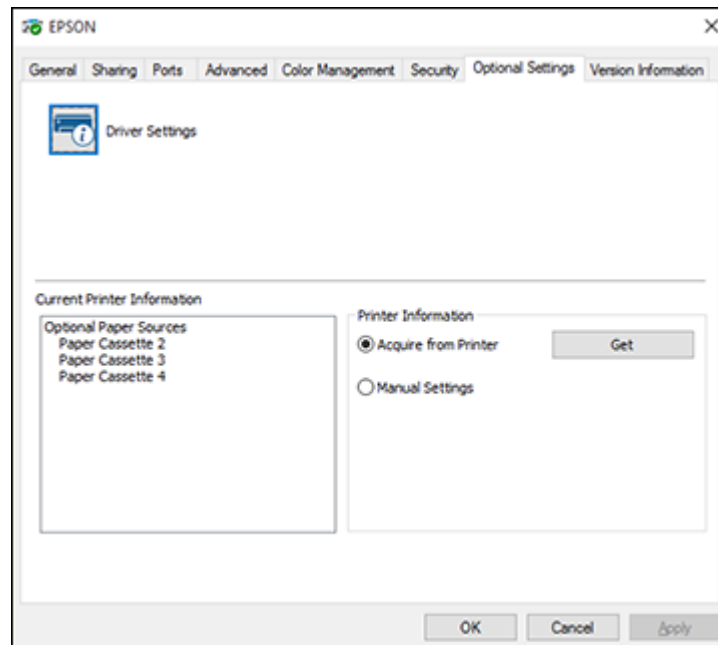 EPSON
General Sharing Ports Advanced Color Management Security Optional Settings Version Information
Driver Settings
Current Printer Information
Optional Paper Sources
Paper Cassette 2
Paper Cassette 3
Paper Cassette 4
Printer Information
Acquire from Printer Get
Manual Settings
OK Cancel Apply